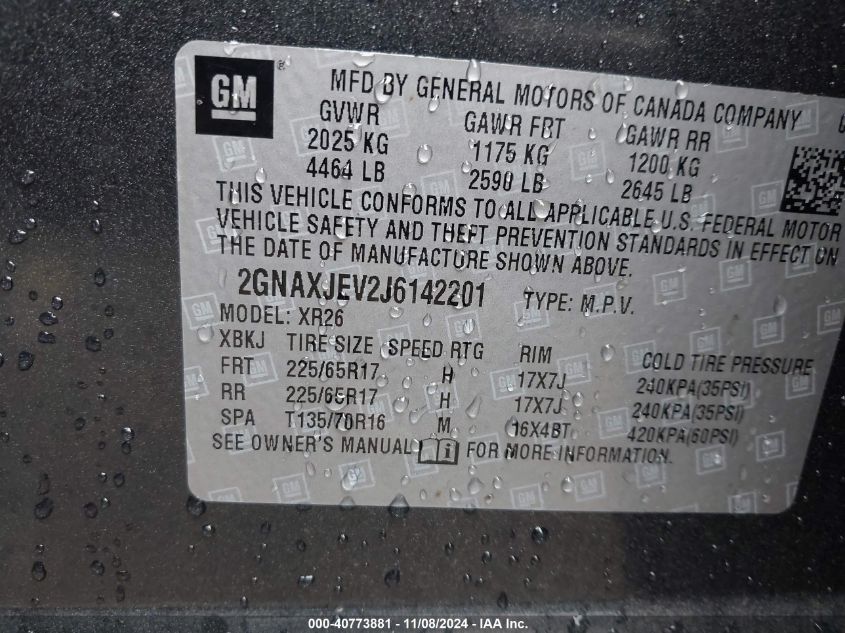 GM
MFD BY GENERAL MOTORS OF CANADA COMPANY
GVWR GAWR FRT GAWR RR
2025 KG 1175 KG 1200 KG
4464 LB 2590 LB 2645 LB
THIS VEHICLE CONFORMS TO ALL APPLICABLE U.S. FEDERAL MOTOR
VEHICLE SAFETY AND THEFT PREVENTION STANDARDS IN EFFECT ON
THE DATE OF MANUFACTURE SHOWN ABOVE.
2GNAXJEV2J6142201 TYPE: M.P.V.
MODEL: XR26
XBKJ TIRE SIZE SPEED RTG RIM COLD TIRE PRESSURE
FRT 225/65R17 H 17X7J 240KPA(35PSI)
RR 225/65R17 H 17X7J 240KPA(35PSI)
SPA T135/70R16 M 16X4BT 420KPA(60PSI)
SEE OWNER'S MANUAL i FOR MORE INFORMATION.
000-40773881 - 11/08/2024 - IAA Inc.